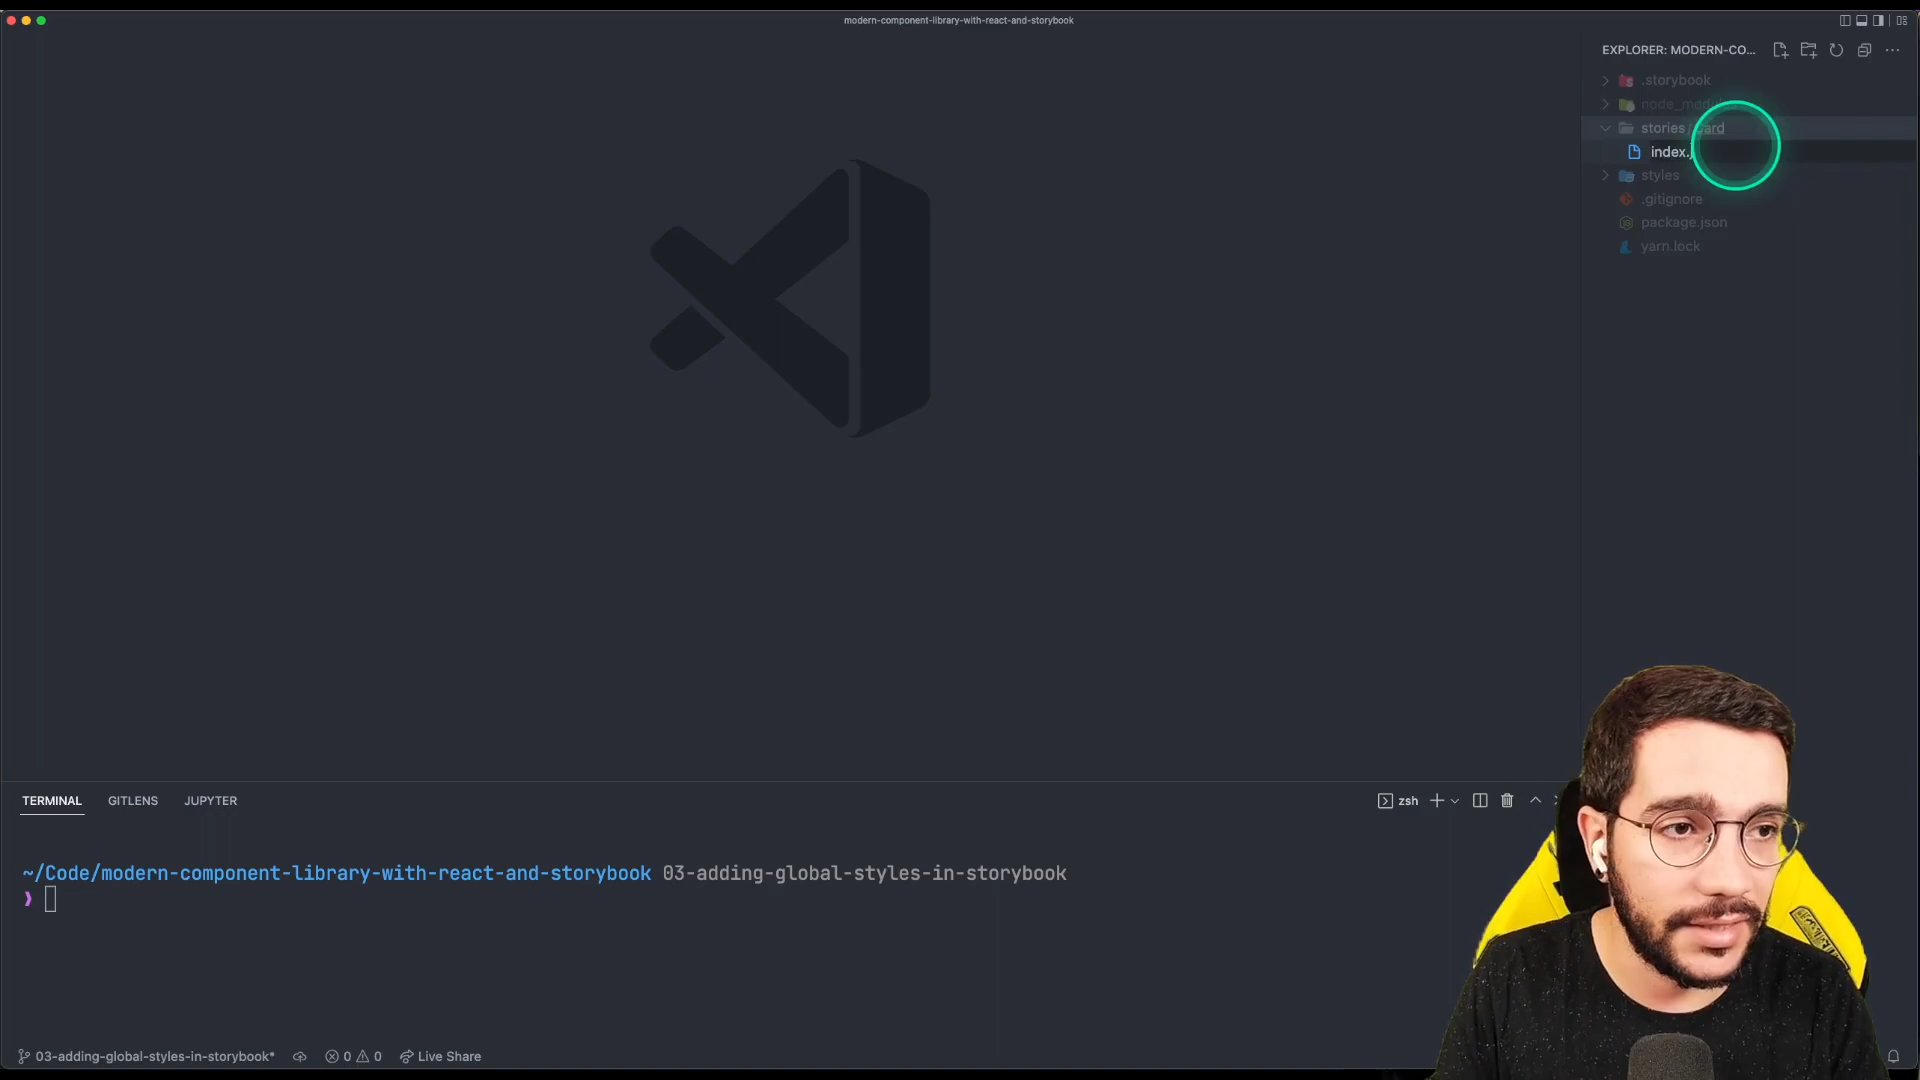 modern-component-library-with-react-and-storybook
EXPLORER: MODERN-CO...
.storybook
stories
index.j
styles
.gitignore
package.json
yarn.lock
TERMINAL GITLENS JUPYTER
zsh
~/Code/modern-component-library-with-react-and-storybook 03-adding-global-styles-in-storybook
❯
03-adding-global-styles-in-storybook* 0 0 Live Share